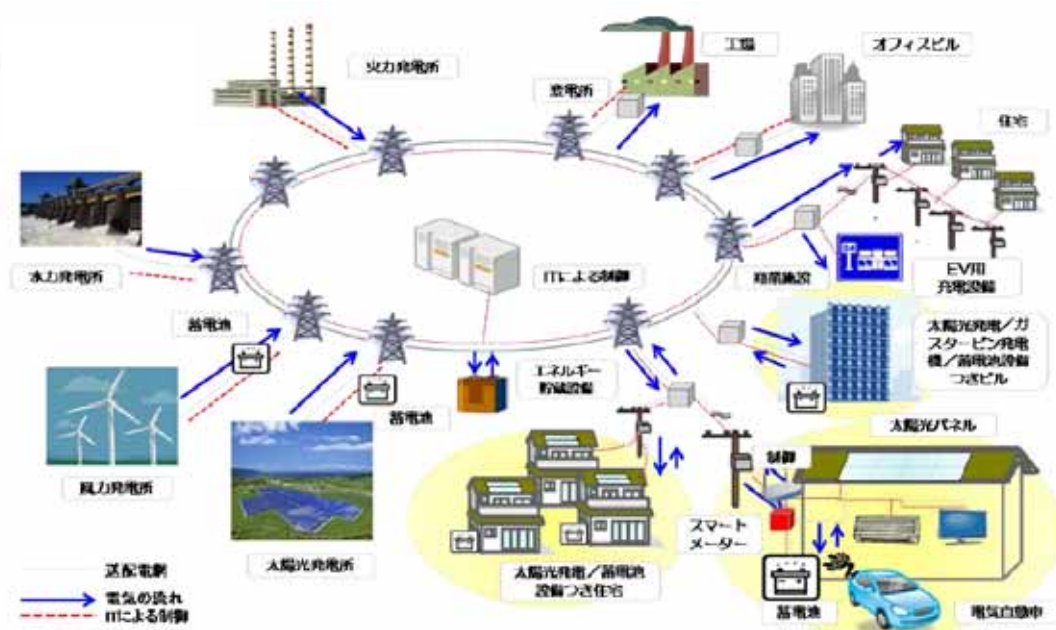 火力発電所
工場
オフィスビル
変電所
住宅
水力発電所
ITによる制御
商業施設
EV用
充電設備
蓄電池
エネルギー
貯蔵設備
太陽光発電/ガ
スタービン発電
機/蓄電池設備
つきビル
蓄電池
太陽光パネル
風力発電所
制御
スマート
メーター
太陽光発電所
太陽光発電/蓄電池
設備つき住宅
蓄電池
電気自動車
送配電網
電気の流れ
ITによる制御